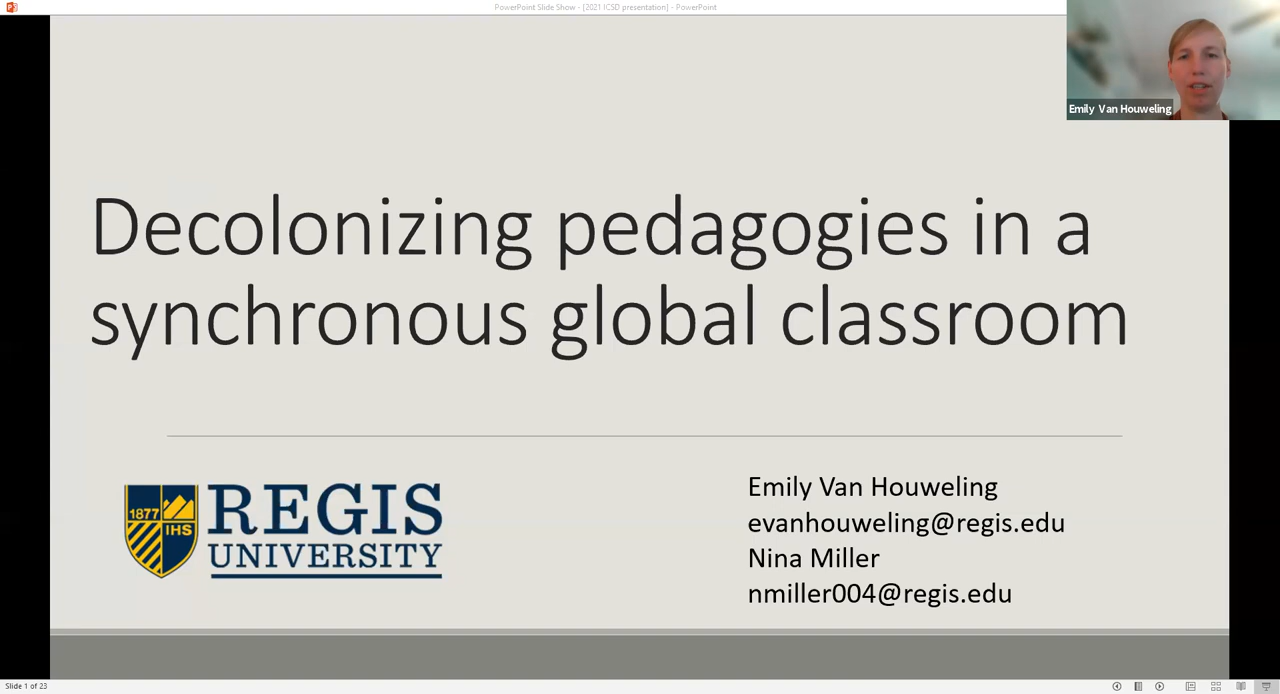 PowerPoint Slide Show - [2021 ICSD presentation] - PowerPoint
Emily Van Houweling
Decolonizing pedagogies in a
synchronous global classroom
1877
IHS
REGIS
UNIVERSITY
Emily Van Houweling
evanhouweling@regis.edu
Nina Miller
nmiller004@regis.edu
Slide 1 of 23